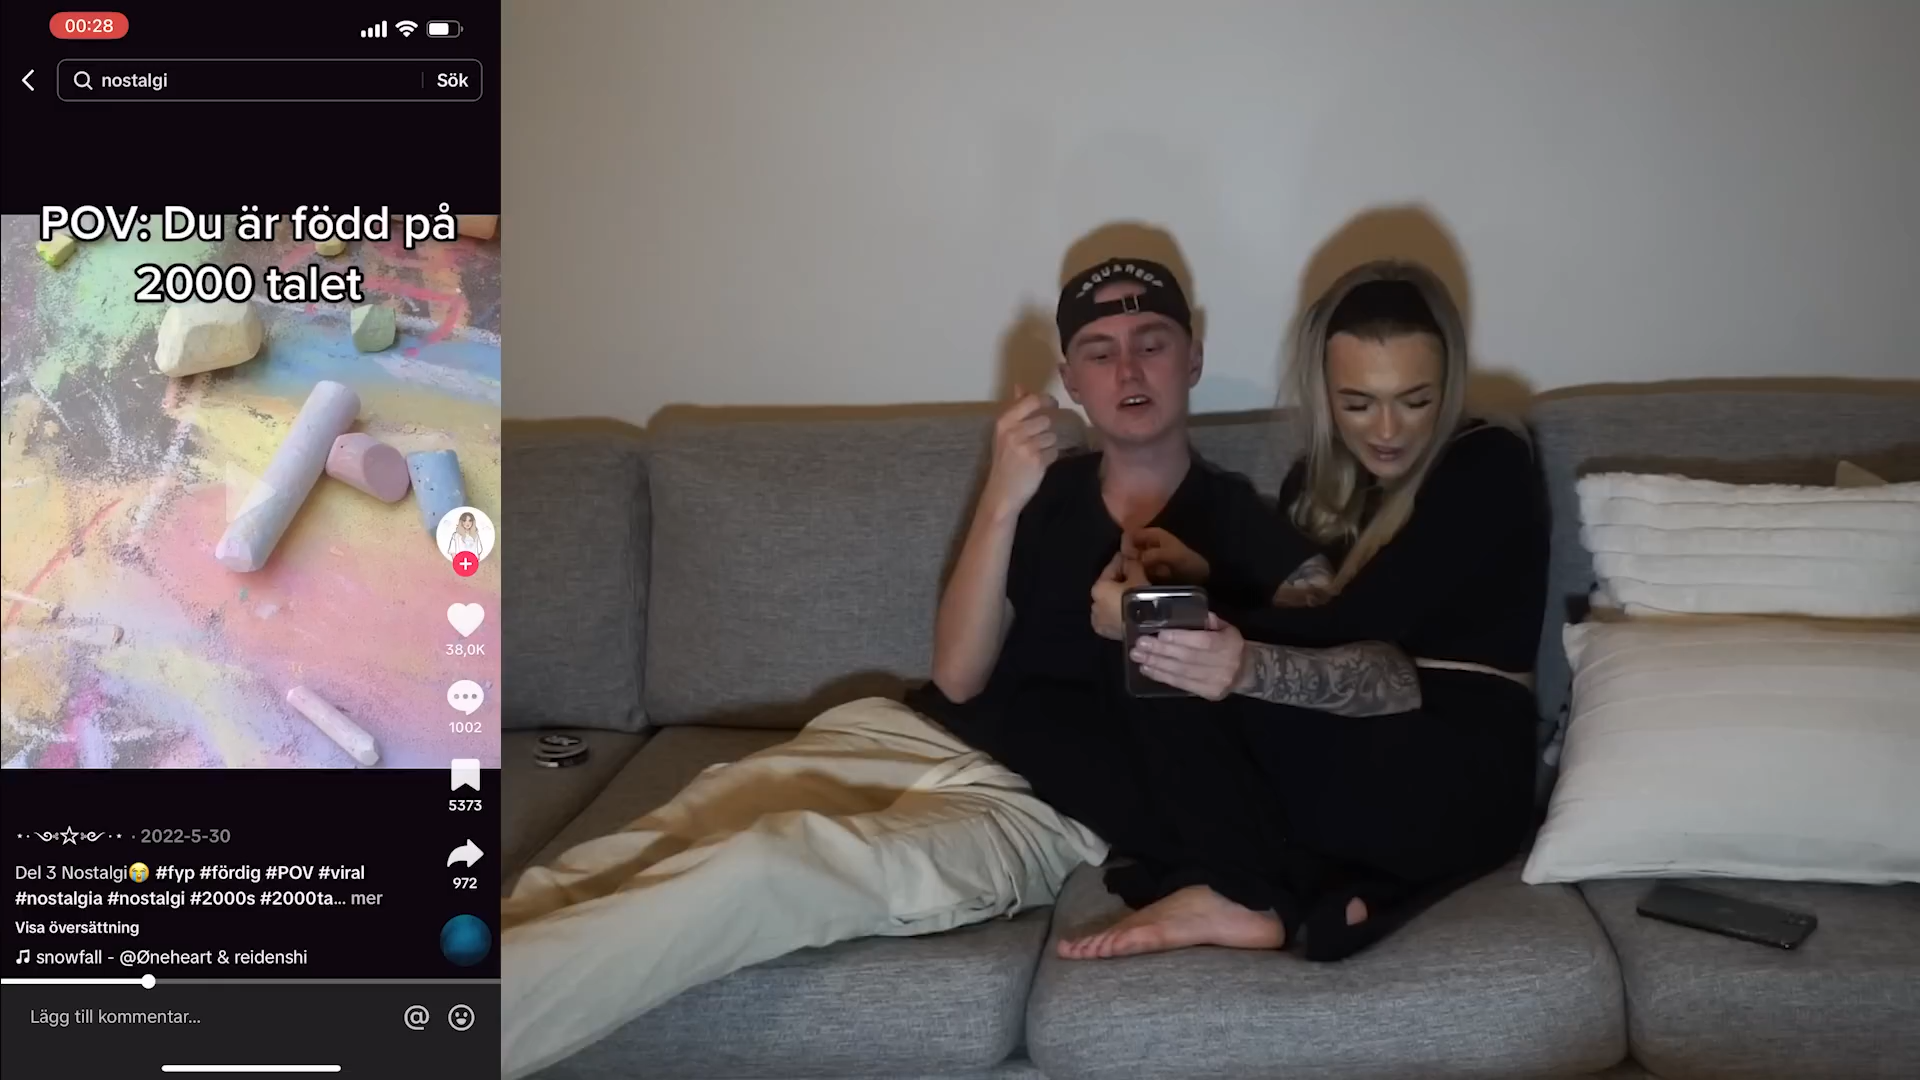 00:28
nostalgi
Sök
POV: Du är född på
2000 talet
38,0K
1002
5373
972
· 2022-5-30
Del 3 Nostalgi😭 #fyp #fördig #POV #viral
#nostalgia #nostalgi #2000s #2000ta... mer
Visa översättning
snowfall - @Øneheart & reidenshi
Lägg till kommentar...